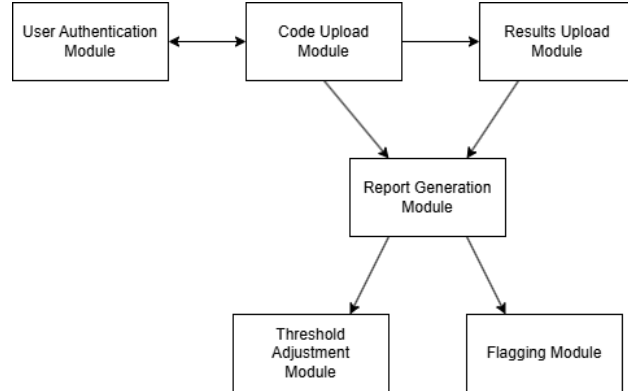 User Authentication
Module
Code Upload
Module
Results Upload
Module
Report Generation
Module
Threshold
Adjustment
Module
Flagging Module